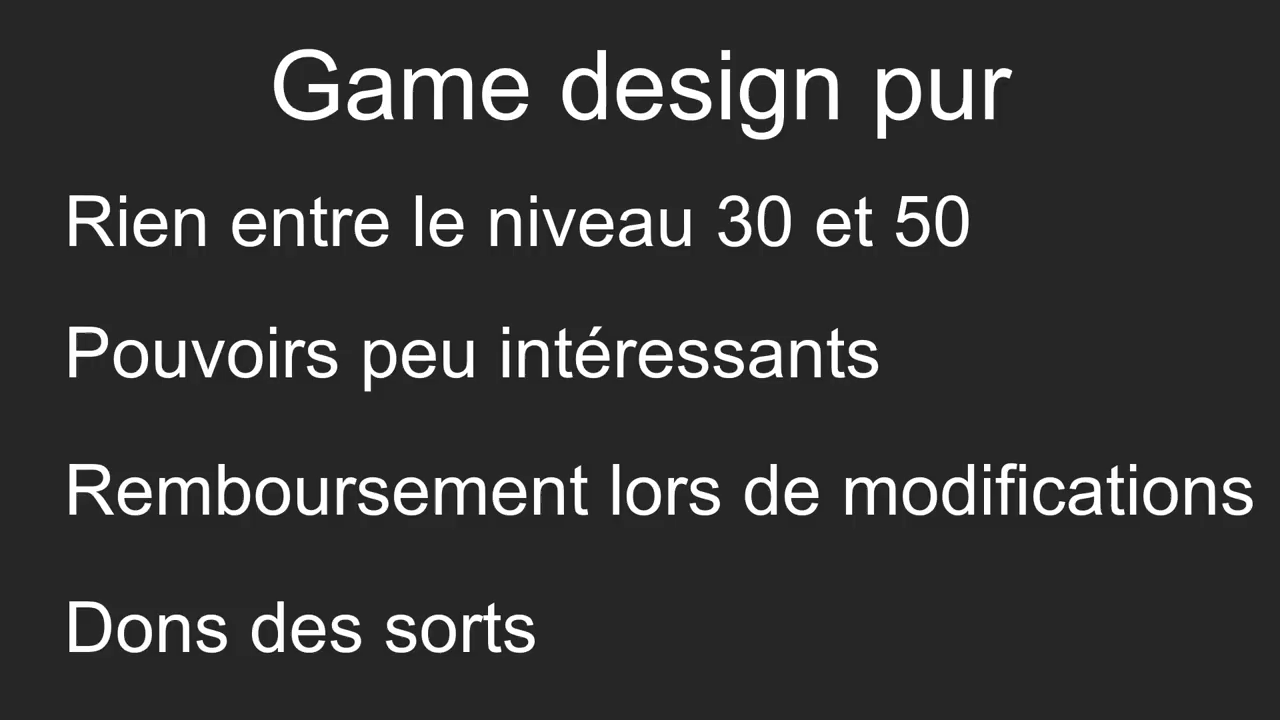 Game design pur
Rien entre le niveau 30 et 50
Pouvoirs peu intéressants
Remboursement lors de modifications
Dons des sorts